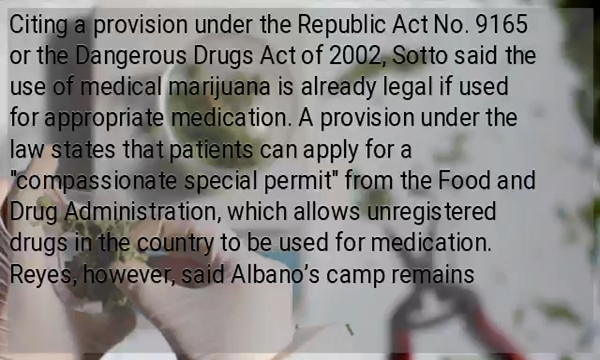 Citing a provision under the Republic Act No. 9165
or the Dangerous Drugs Act of 2002, Sotto said the
use of medical marijuana is already legal if used
for appropriate medication. A provision under the
law states that patients can apply for a
"compassionate special permit" from the Food and
Drug Administration, which allows unregistered
drugs in the country to be used for medication.
Reyes, however, said Albano's camp remains